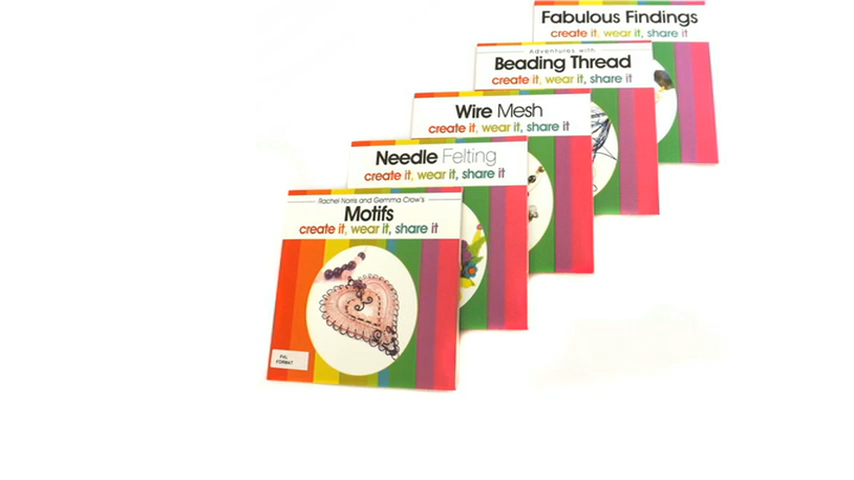 Fabulous Findings
create it, wear it, share it
Adventures with
Beading Thread
create it, wear it, share it
Wire Mesh
create it, wear it, share it
Needle Felting
create it, wear it, share it
Rachel Norris and Gemma Crow's
Motifs
create it, wear it, share it
PAL
FORMAT